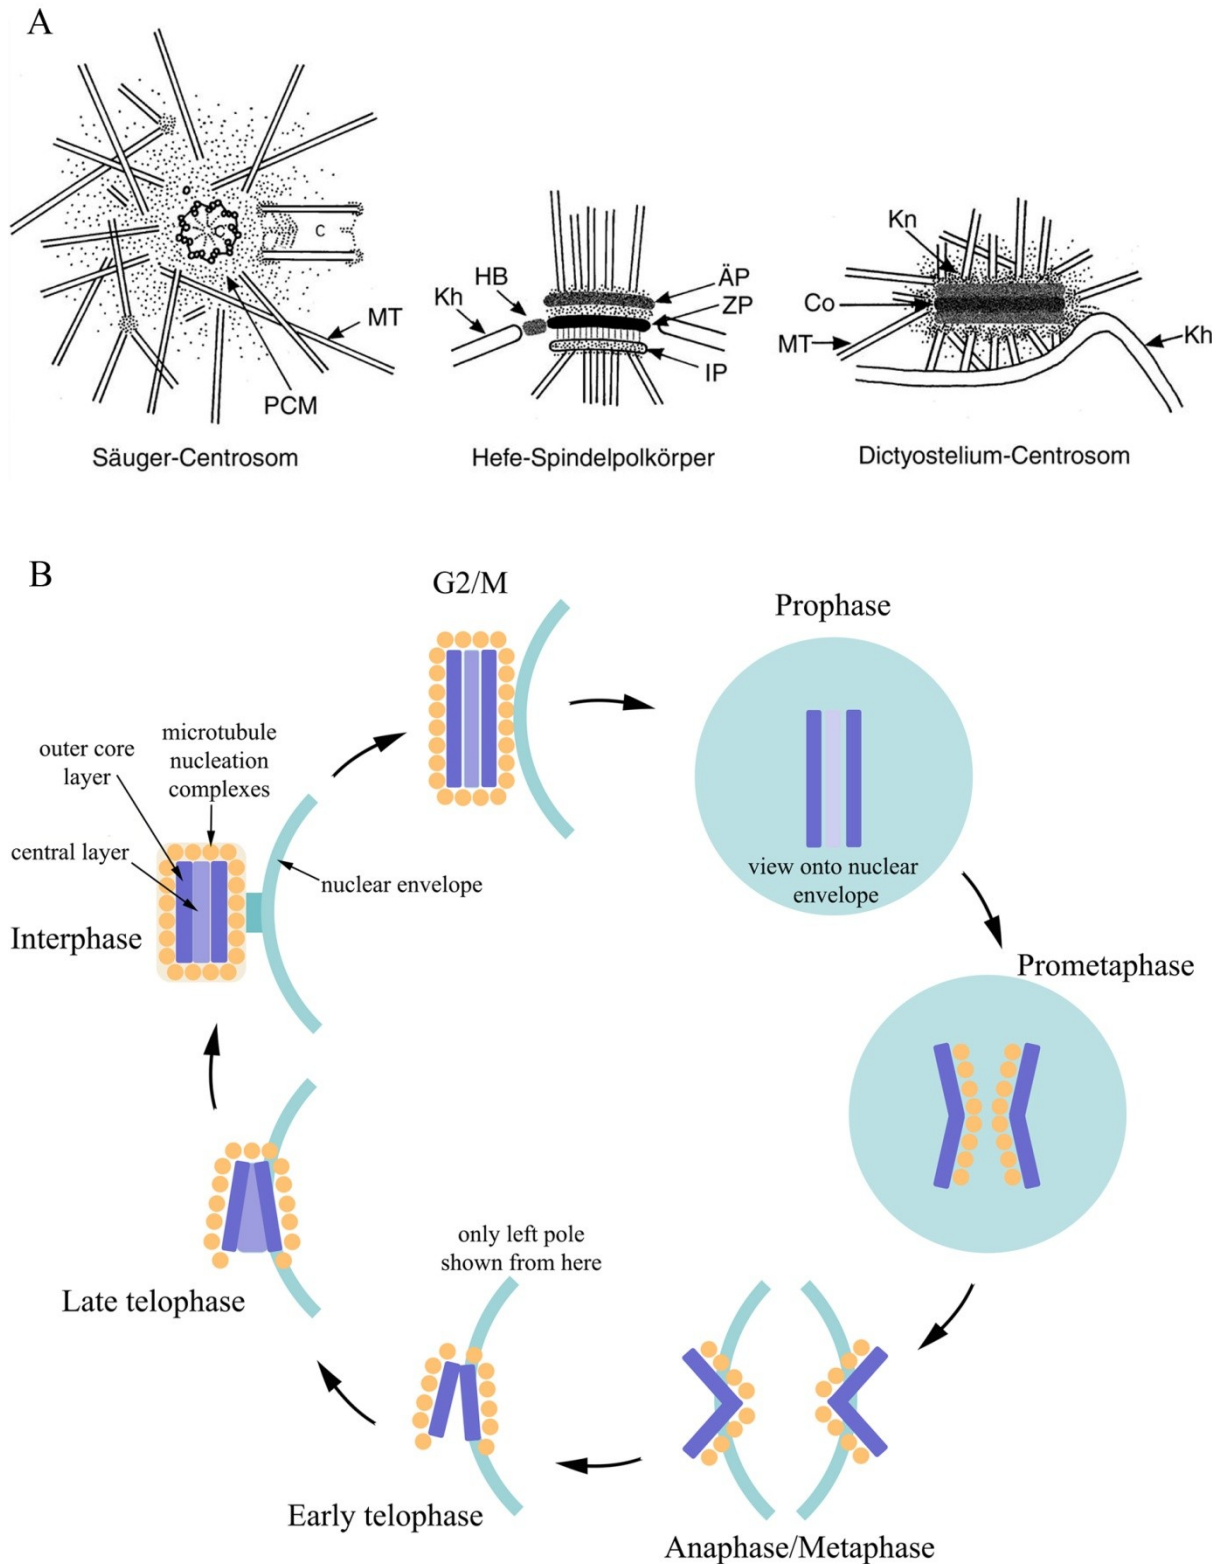 A
C
C
MT
PCM
Säuger-Centrosom
Kh
HB
ÄP
ZP
IP
Hefe-Spindelpolkörper
Kn
Co
MT
Kh
Dictyostelium-Centrosom
B
G2/M
Prophase
view onto nuclear
envelope
outer core
layer
microtubule
nucleation
complexes
central layer
nuclear envelope
Interphase
Prometaphase
Late telophase
only left pole
shown from here
Early telophase
Anaphase/Metaphase